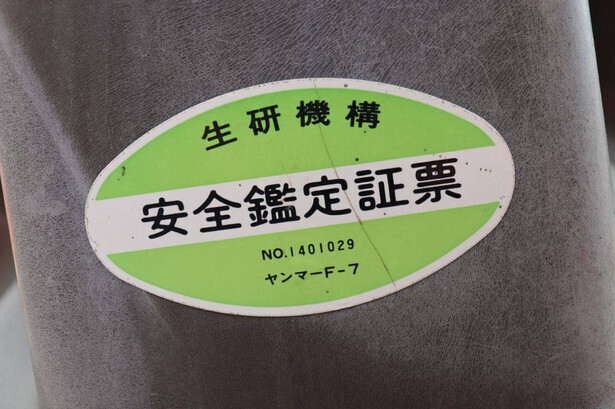 生研機構
安全鑑定証票
NO.1401029
ヤンマーF-7